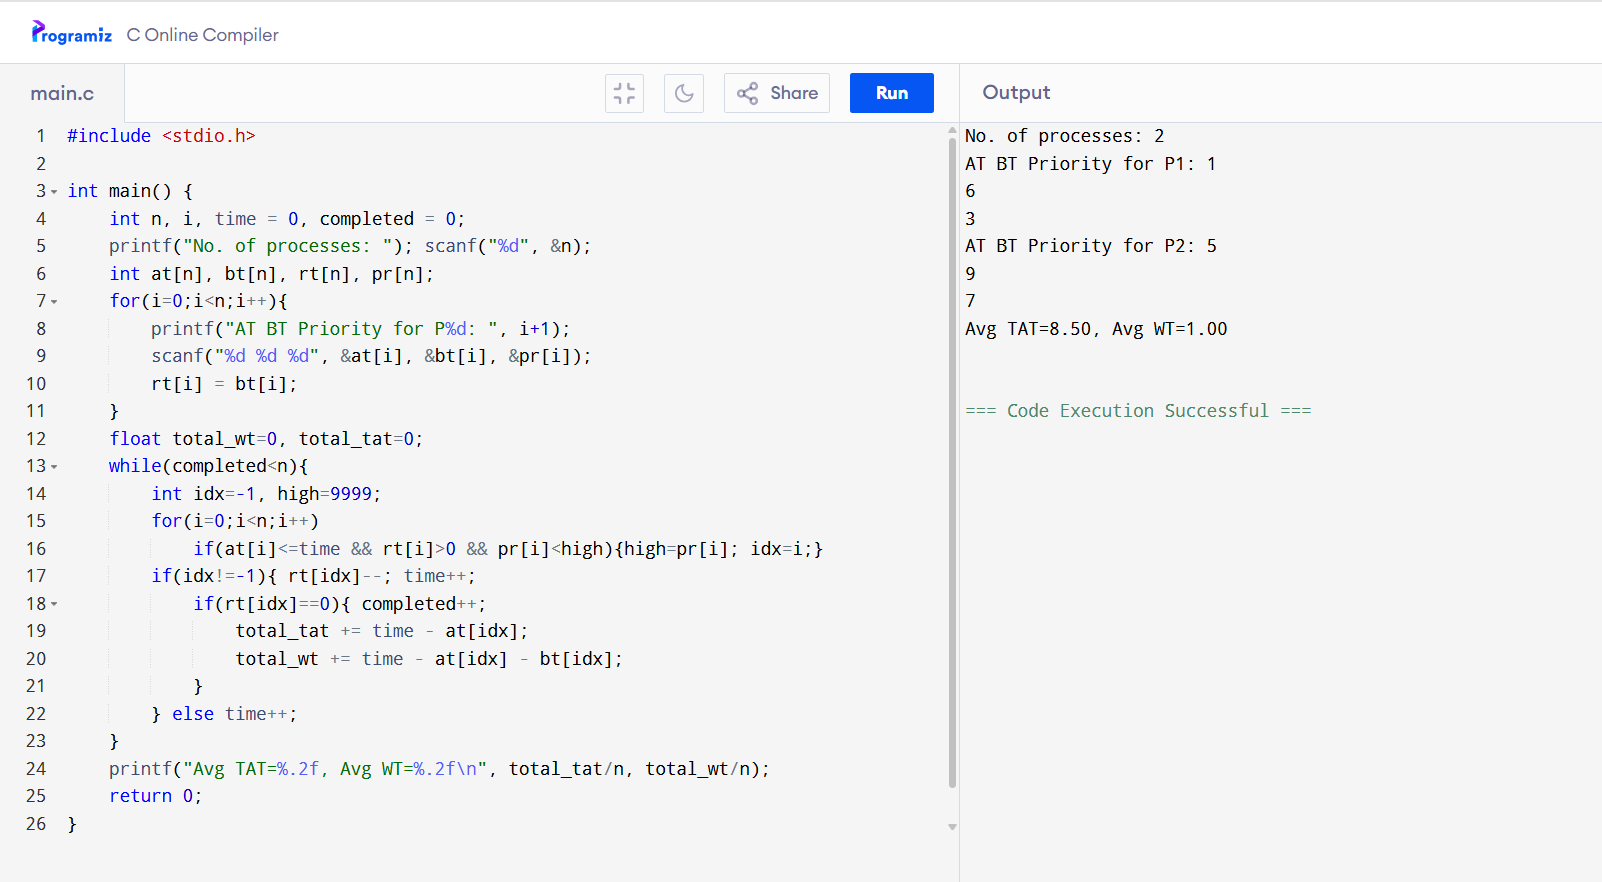 Programiz C Online Compiler
main.c
Share
Run
Output
1 #include <stdio.h>
2
3 int main() {
4     int n, i, time = 0, completed = 0;
5     printf("No. of processes: "); scanf("%d", &n);
6     int at[n], bt[n], rt[n], pr[n];
7     for(i=0;i<n;i++){
8         printf("AT BT Priority for P%d: ", i+1);
9         scanf("%d %d %d", &at[i], &bt[i], &pr[i]);
10         rt[i] = bt[i];
11     }
12     float total_wt=0, total_tat=0;
13     while(completed<n){
14         int idx=-1, high=9999;
15         for(i=0;i<n;i++)
16             if(at[i]<=time && rt[i]>0 && pr[i]<high){high=pr[i]; idx=i;}
17         if(idx!=-1){ rt[idx]--; time++;
18             if(rt[idx]==0){ completed++;
19                 total_tat += time - at[idx];
20                 total_wt += time - at[idx] - bt[idx];
21             }
22         } else time++;
23     }
24     printf("Avg TAT=%.2f, Avg WT=%.2f\n", total_tat/n, total_wt/n);
25     return 0;
26 }
No. of processes: 2
AT BT Priority for P1: 1
6
3
AT BT Priority for P2: 5
9
7
Avg TAT=8.50, Avg WT=1.00
=== Code Execution Successful ===